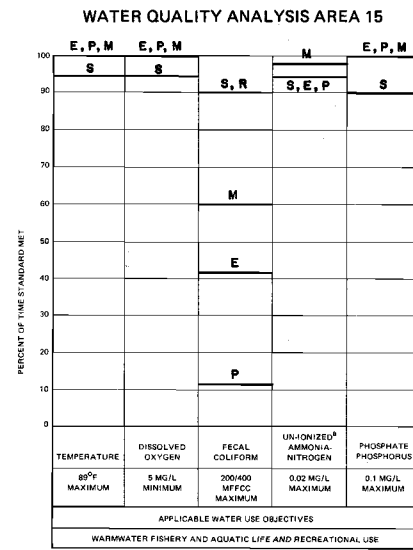 WATER QUALITY ANALYSIS AREA 15
E, P, M E, P, M M E, P, M
100
S S
S, R S, E, P S
90
80
70
M
60
50
E
40
30
20
P
10
0
PERCENT OF TIME STANDARD MET
TEMPERATURE
DISSOLVED
OXYGEN
FECAL
COLIFORM
UN-IONIZEDᵃ
AMMONIA-
NITROGEN
PHOSPHATE
PHOSPHORUS
89°F
MAXIMUM
5 MG/L
MINIMUM
200/400
MFFCC
MAXIMUM
0.02 MG/L
MAXIMUM
0.1 MG/L
MAXIMUM
APPLICABLE WATER USE OBJECTIVES
WARMWATER FISHERY AND AQUATIC LIFE AND RECREATIONAL USE